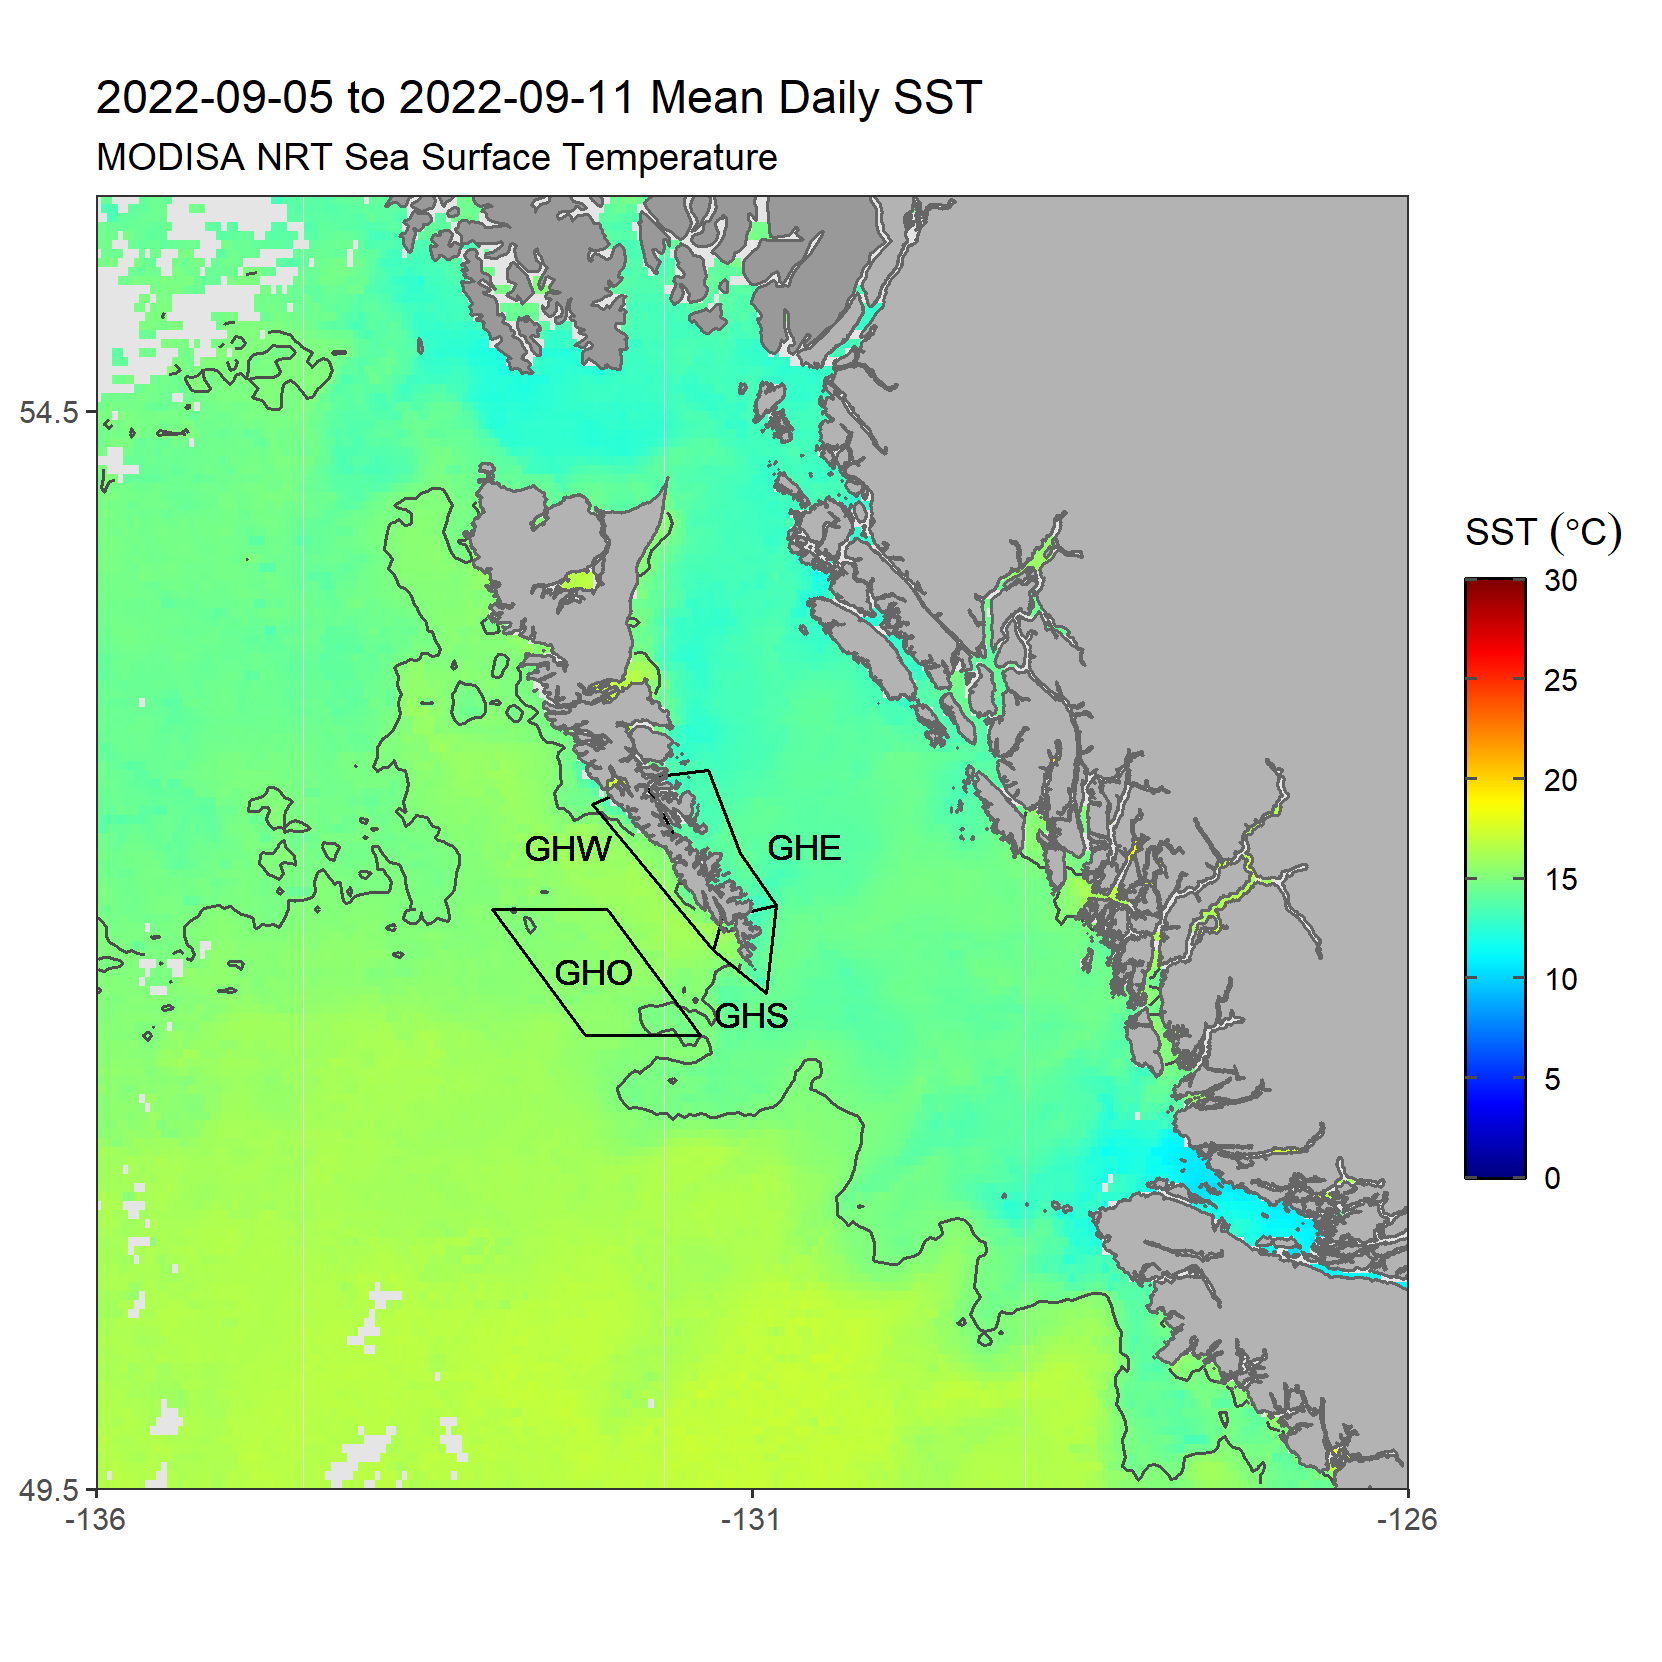 2022-09-05 to 2022-09-11 Mean Daily SST
MODISA NRT Sea Surface Temperature
54.5
49.5
-136
-131
-126
GHW
GHE
GHO
GHS
SST (°C)
30
25
20
15
10
5
0